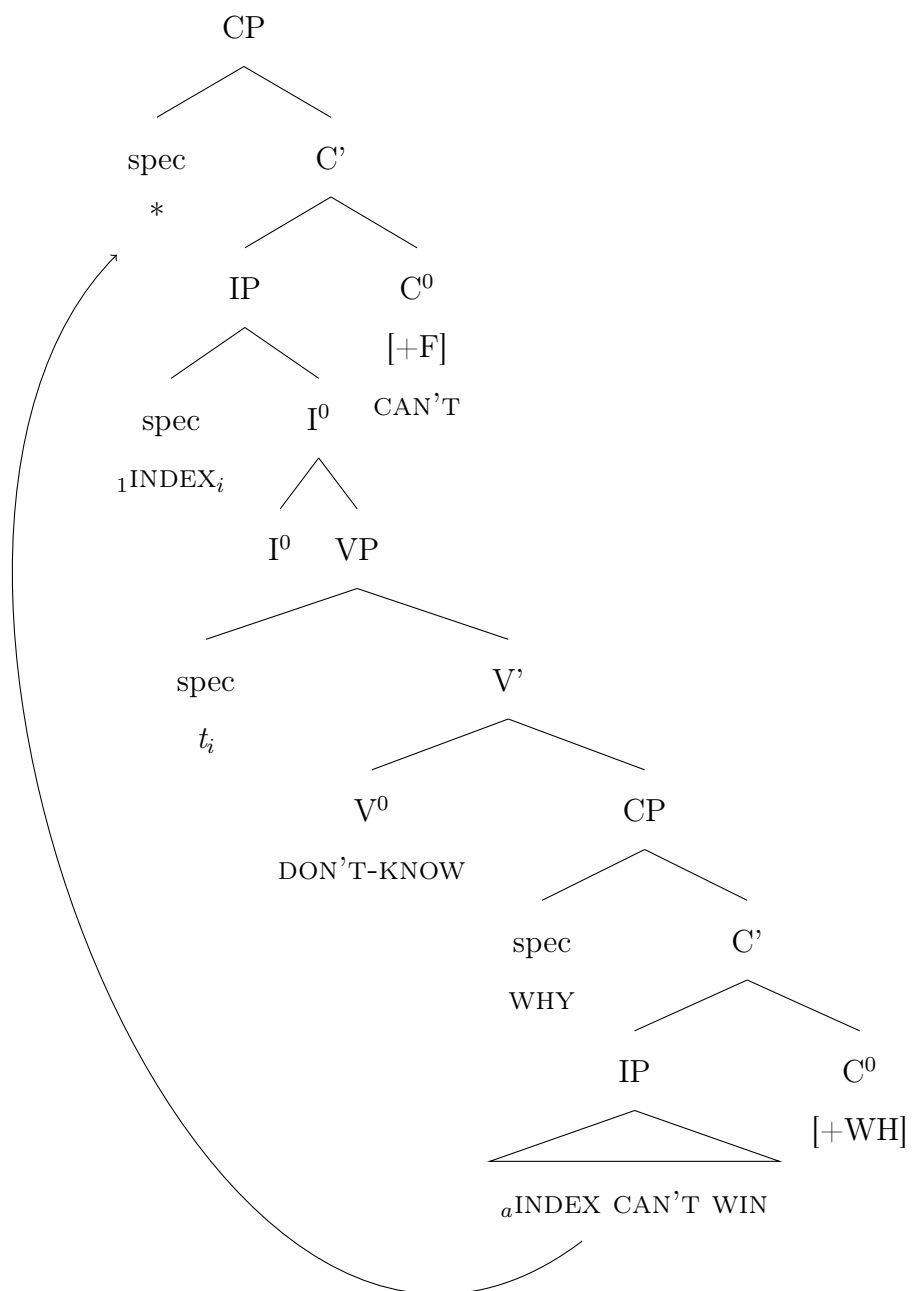 CP
spec C’
*
IP C⁰
[+F]
spec I⁰ CAN’T
₁INDEXᵢ
I⁰ VP
spec V’
tᵢ
V⁰ CP
DON’T-KNOW
spec C’
WHY
IP C⁰
[+WH]
ₐINDEX CAN’T WIN